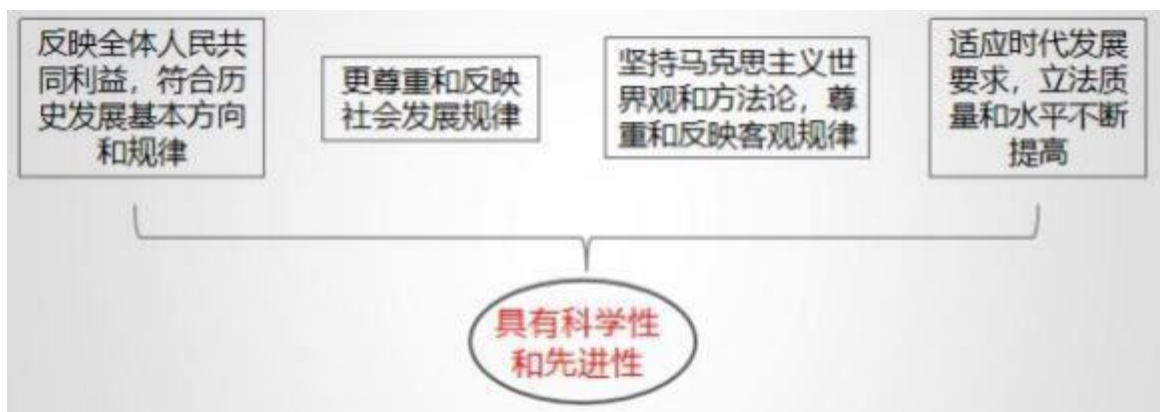 反映全体人民共
同利益，符合历
史发展基本方向
和规律
更尊重和反映
社会发展规律
坚持马克思主义世
界观和方法论，尊
重和反映客观规律
适应时代发展
要求，立法质
量和水平不断
提高
具有科学性
和先进性